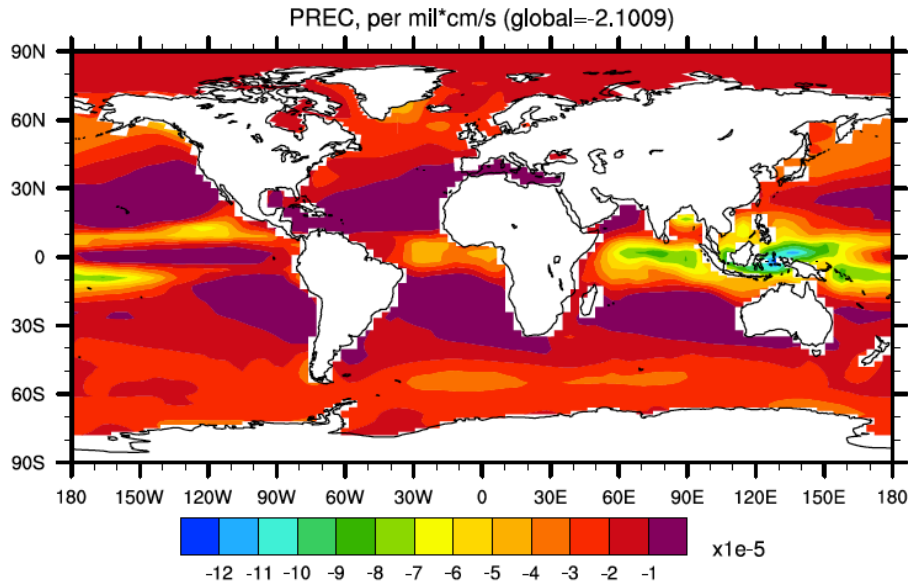 PREC, per mil*cm/s (global=-2.1009)
90N
60N
30N
0
30S
60S
90S
180 150W 120W 90W 60W 30W 0 30E 60E 90E 120E 150E 180
-12 -11 -10 -9 -8 -7 -6 -5 -4 -3 -2 -1
x1e-5